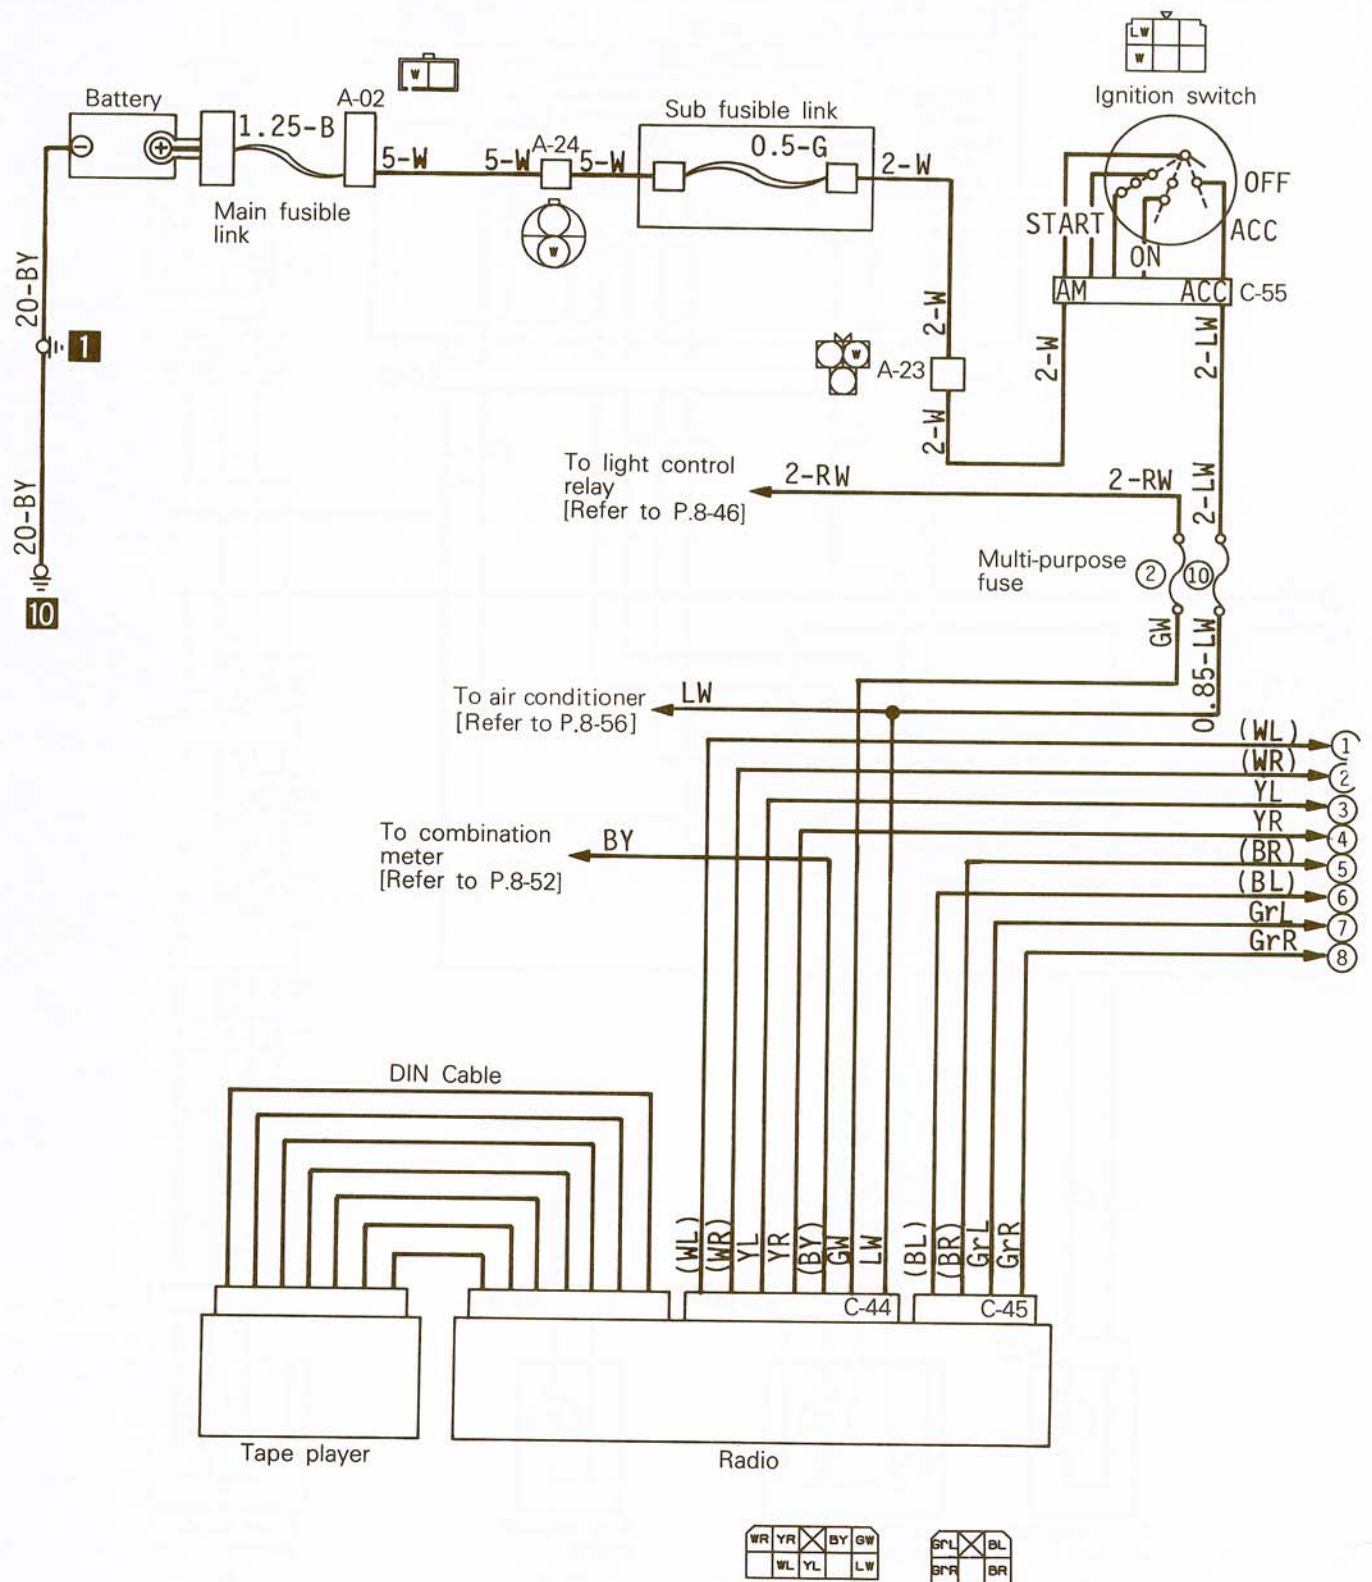 LW
W
Ignition switch
W
Battery
A-02
Sub fusible link
1.25-B
A-24
0.5-G
5-W
5-W
5-W
2-W
Main fusible
link
W
OFF
START
ACC
ON
AM
ACC
C-55
20-BY
1
2-W
W
A-23
2-W
2-LW
2-W
To light control
relay
[Refer to P.8-46]
2-RW
2-RW
2-LW
20-BY
10
Multi-purpose
fuse
2
10
GW
0.85-LW
To air conditioner
[Refer to P.8-56]
LW
(WL)
1
(WR)
2
YL
3
YR
4
To combination
meter
[Refer to P.8-52]
BY
(BR)
5
(BL)
6
GrL
7
GrR
8
DIN Cable
(WL)
(WR)
YL
YR
(BY)
GW
LW
(BL)
(BR)
GrL
GrR
C-44
C-45
Tape player
Radio
WR YR BY GW
WL YL LW
GrL BL
GrR BR